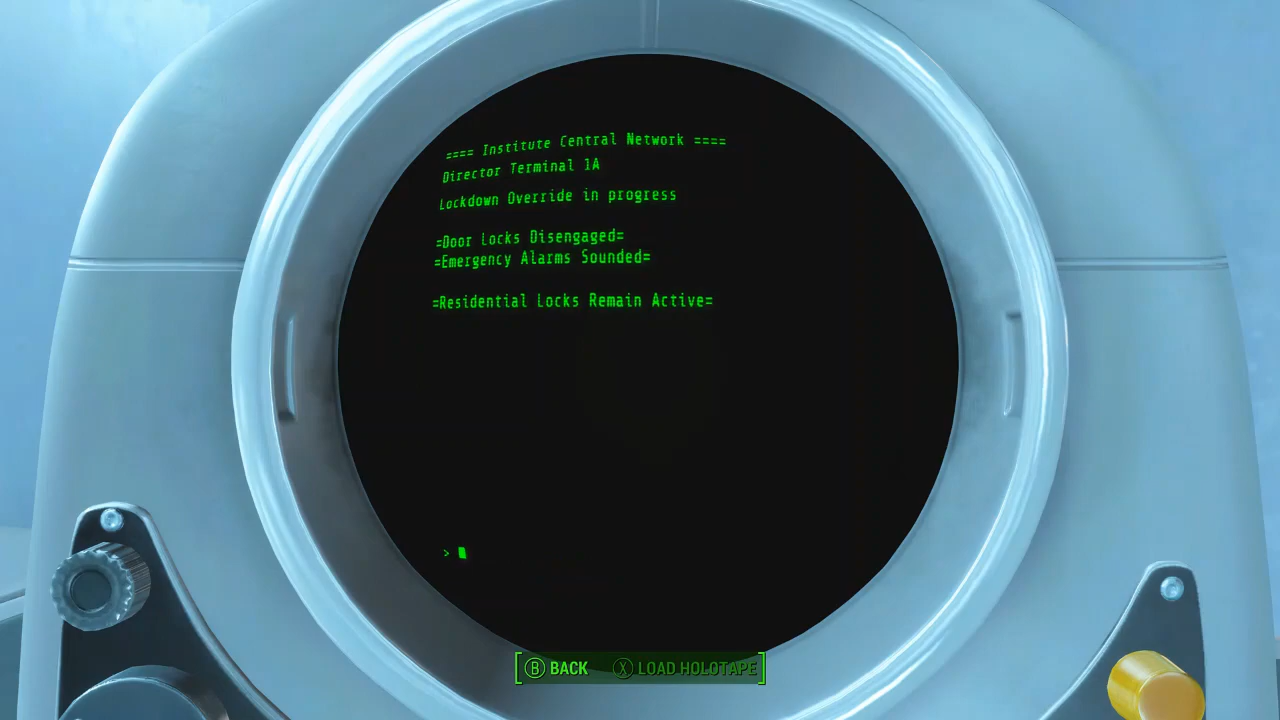 ==== Institute Central Network ====
Director Terminal 1A
Lockdown Override in progress
=Door Locks Disengaged=
=Emergency Alarms Sounded=
=Residential Locks Remain Active=
>
B BACK X LOAD HOLOTAPE